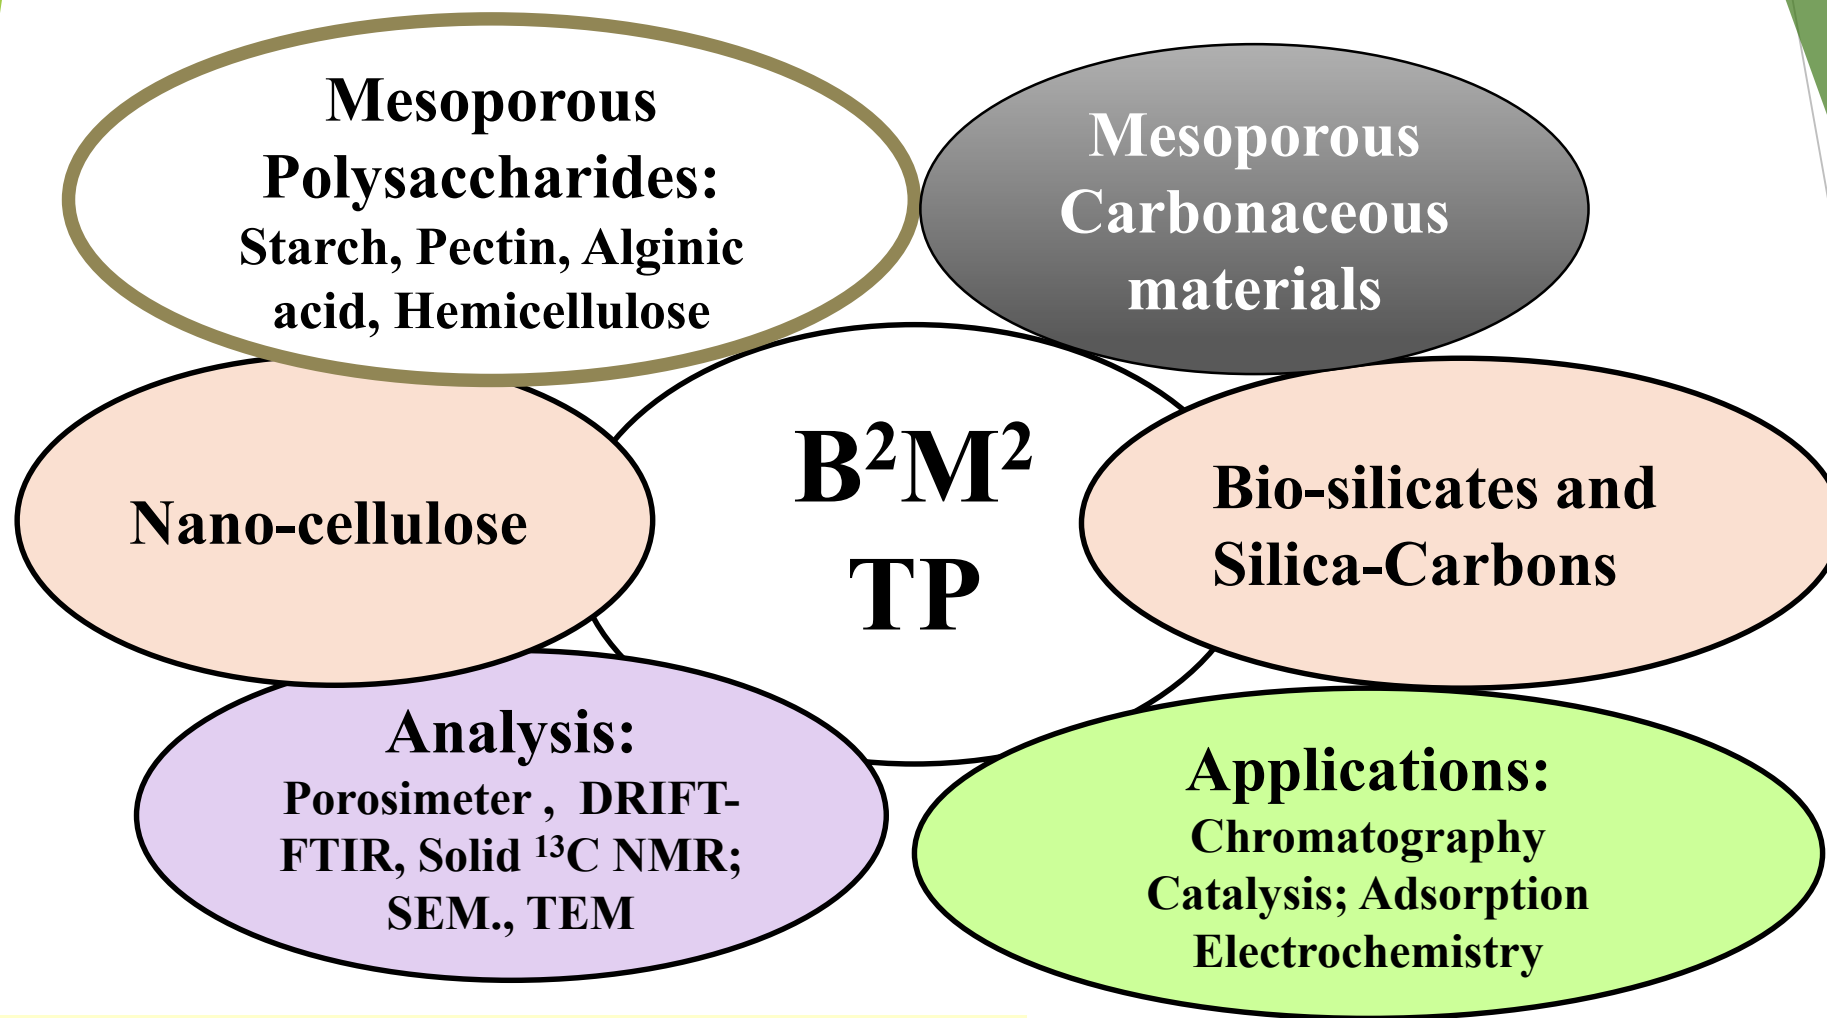 Mesoporous
Polysaccharides:
Starch, Pectin, Alginic
acid, Hemicellulose
Mesoporous
Carbonaceous
materials
Nano-cellulose
B²M²
TP
Bio-silicates and
Silica-Carbons
Analysis:
Porosimeter , DRIFT-
FTIR, Solid ¹³C NMR;
SEM., TEM
Applications:
Chromatography
Catalysis; Adsorption
Electrochemistry